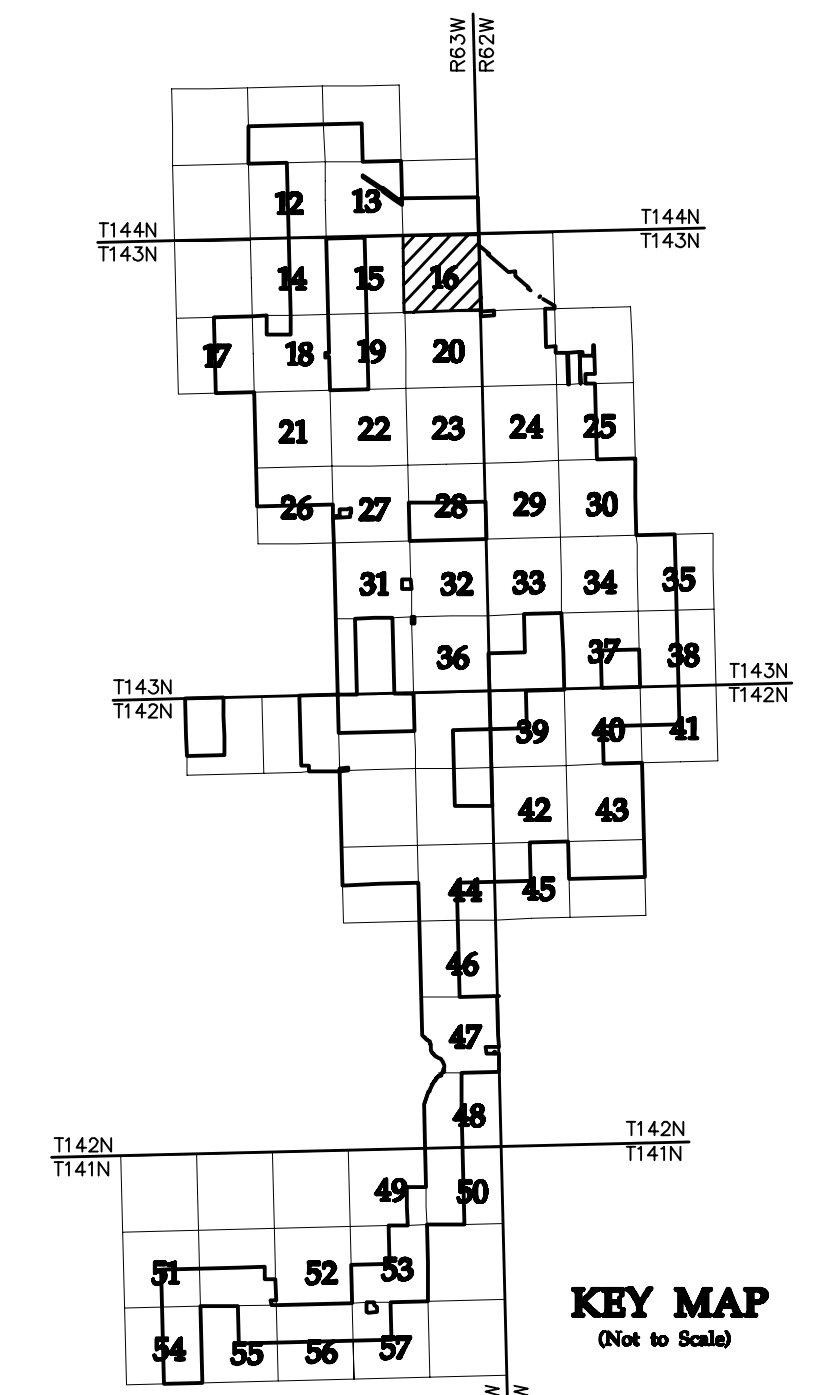 R63W
R62W
12 13
T144N T144N
T143N T143N
14 15 16
17 18 19 20
21 22 23 24 25
26 27 28 29 30
31 32 33 34 35
36 37 38
T143N T143N
T142N T142N
39 40 41
42 43
44 45
46
47
48
T142N T142N
T141N T141N
49 50
51 52 53
54 55 56 57
KEY MAP
(Not to Scale)
W W